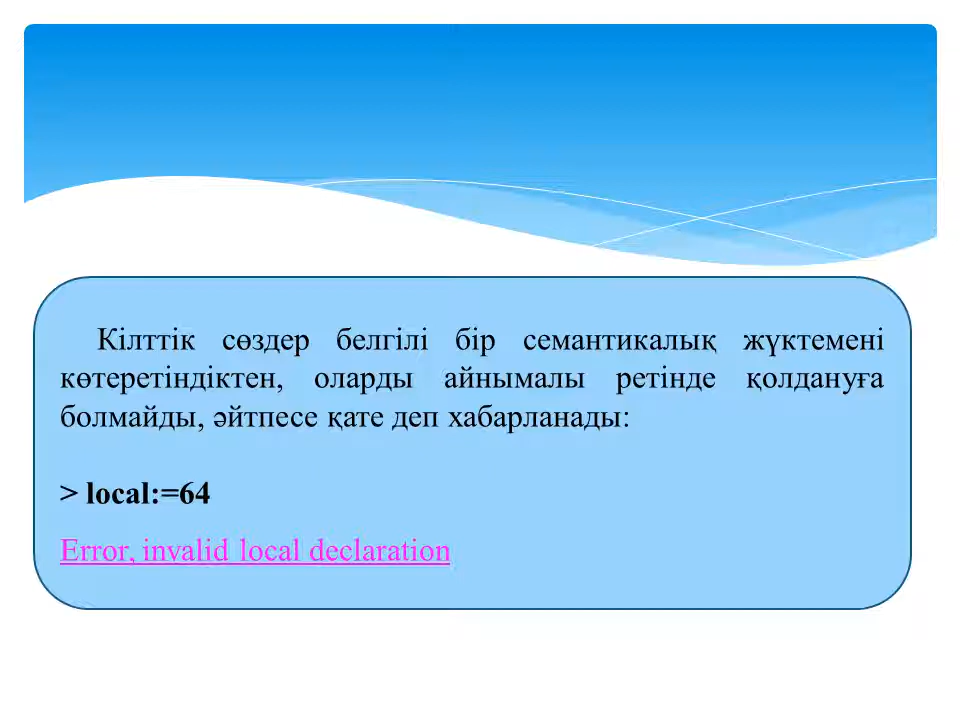 Кілттік сөздер белгілі бір семантикалық жүктемені
көтеретіндіктен, оларды айнымалы ретінде қолдануға
болмайды, әйтпесе қате деп хабарланады:
> local:=64
Error, invalid local declaration